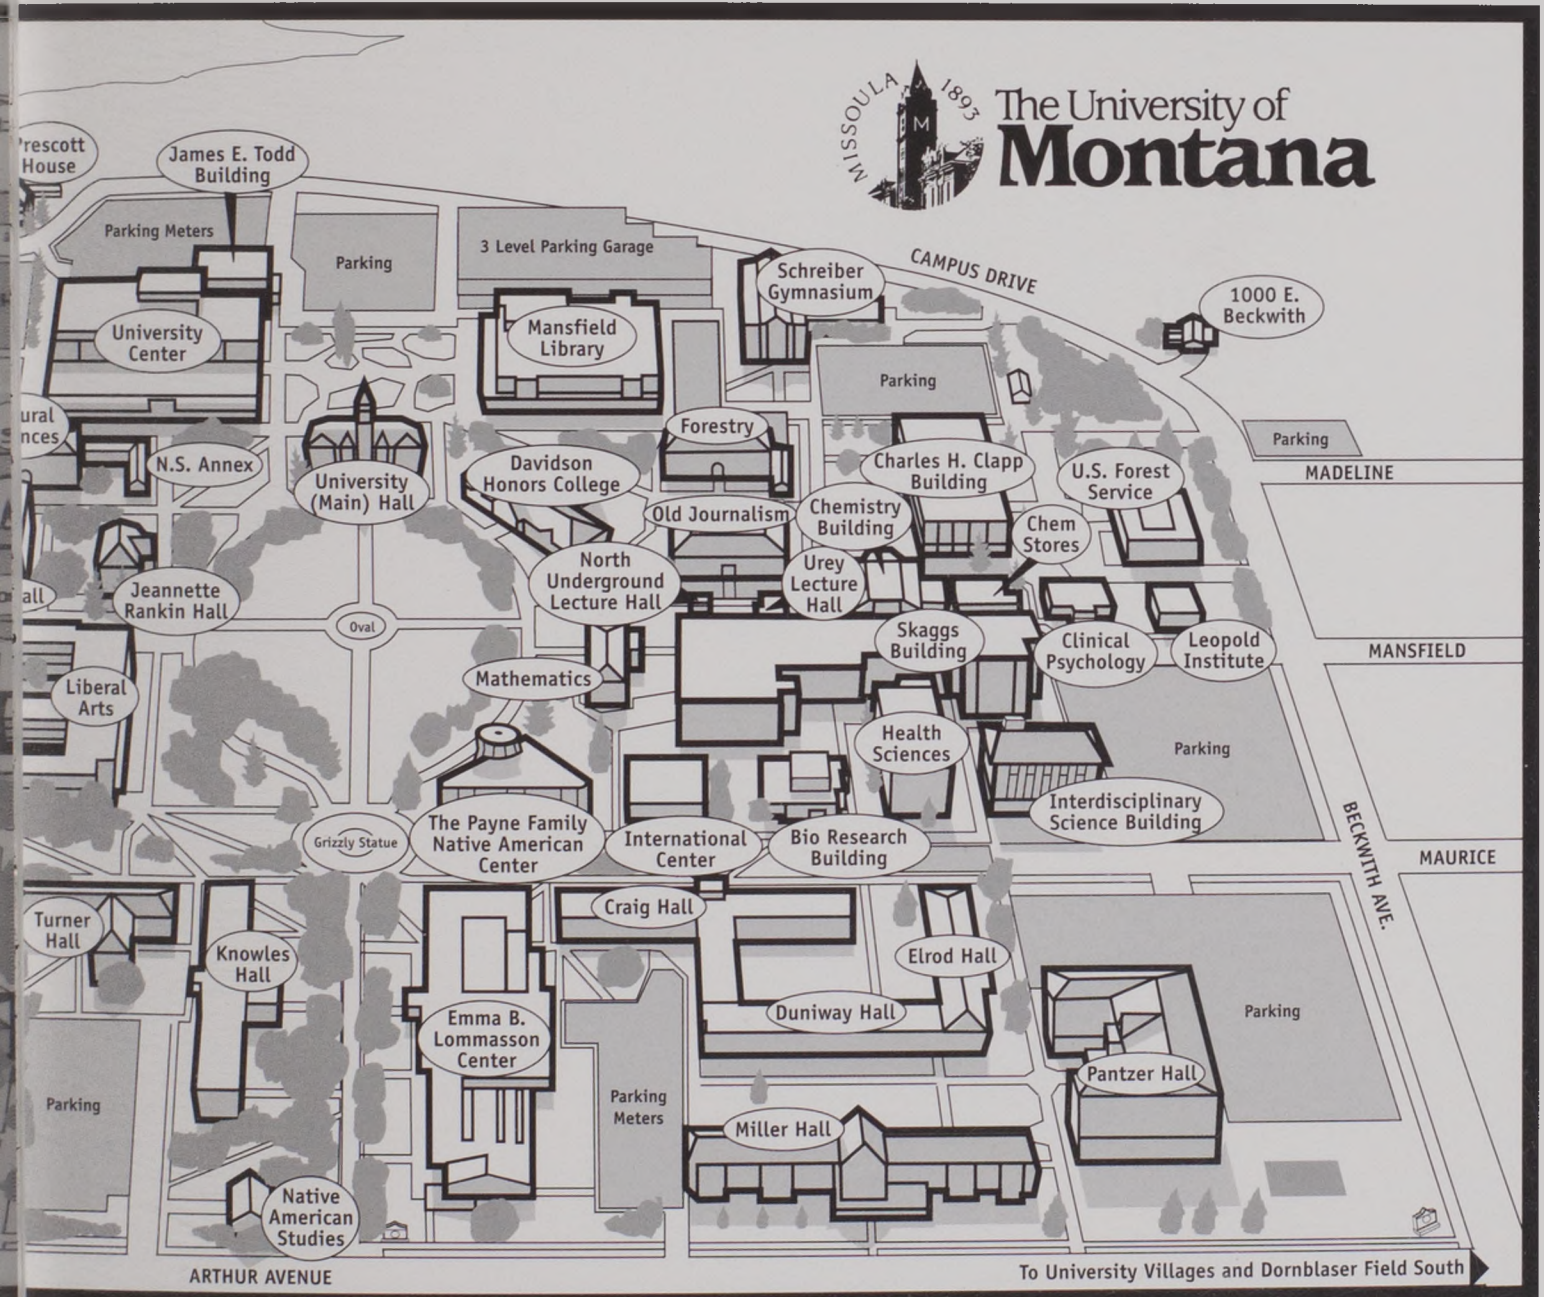 MISSOULA
1893
The University of
Montana
House
James E. Todd
Building
Parking Meters
Parking
3 Level Parking Garage
Schreiber
Gymnasium
CAMPUS DRIVE
1000 E.
Beckwith
University
Center
Mansfield
Library
Parking
Parking
MADELINE
N.S. Annex
University
(Main) Hall
Davidson
Honors College
Forestry
Charles H. Clapp
Building
U.S. Forest
Service
Old Journalism
Chemistry
Building
Chem
Stores
Jeannette
Rankin Hall
North
Underground
Lecture Hall
Urey
Lecture
Hall
Oval
Skaggs
Building
Clinical
Psychology
Leopold
Institute
MANSFIELD
Liberal
Arts
Mathematics
Health
Sciences
Parking
Interdisciplinary
Science Building
Grizzly Statue
The Payne Family
Native American
Center
International
Center
Bio Research
Building
BECKWITH AVE.
MAURICE
Turner
Hall
Knowles
Hall
Craig Hall
Elrod Hall
Emma B.
Lommasson
Center
Duniway Hall
Parking
Pantzer Hall
Parking
Parking
Meters
Miller Hall
Native
American
Studies
ARTHUR AVENUE
To University Villages and Dornblaser Field South